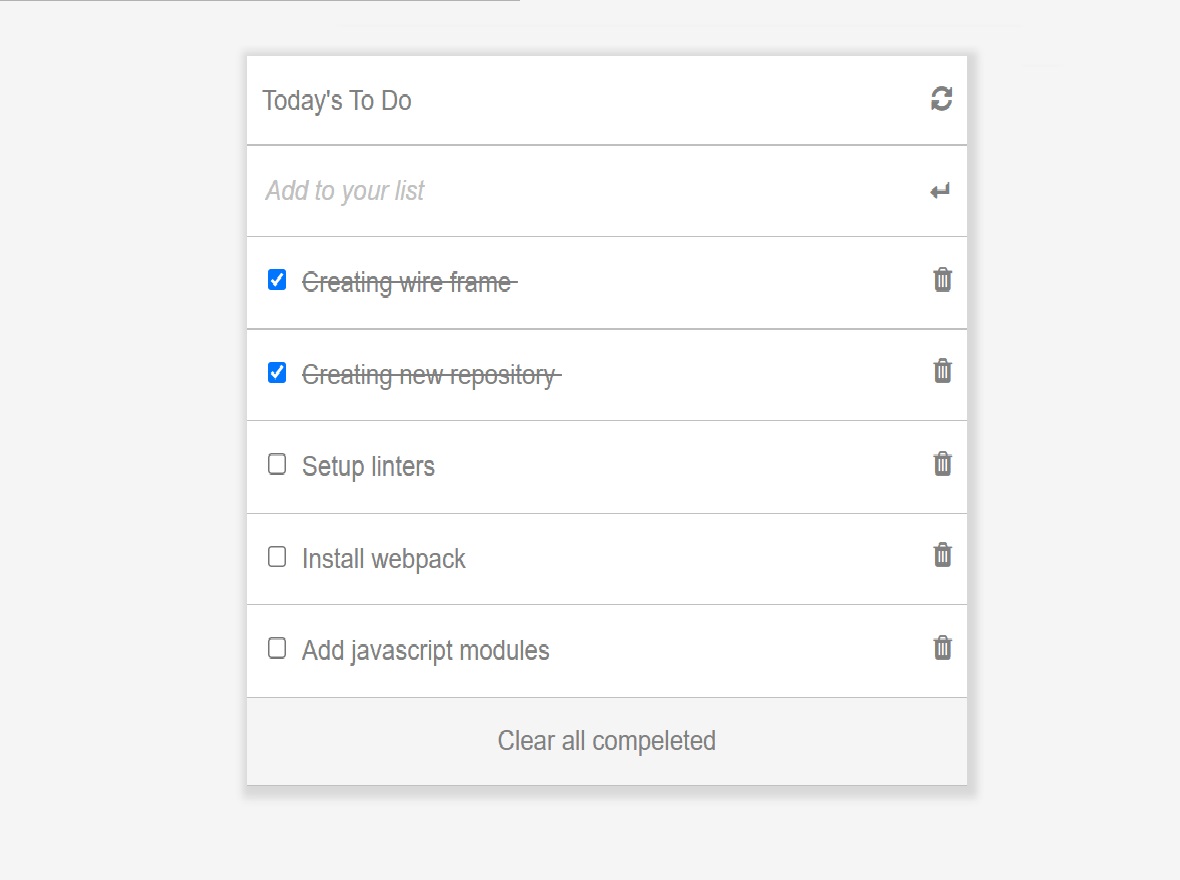 Today's To Do
Add to your list
Creating wire frame
Creating new repository
Setup linters
Install webpack
Add javascript modules
Clear all compeleted